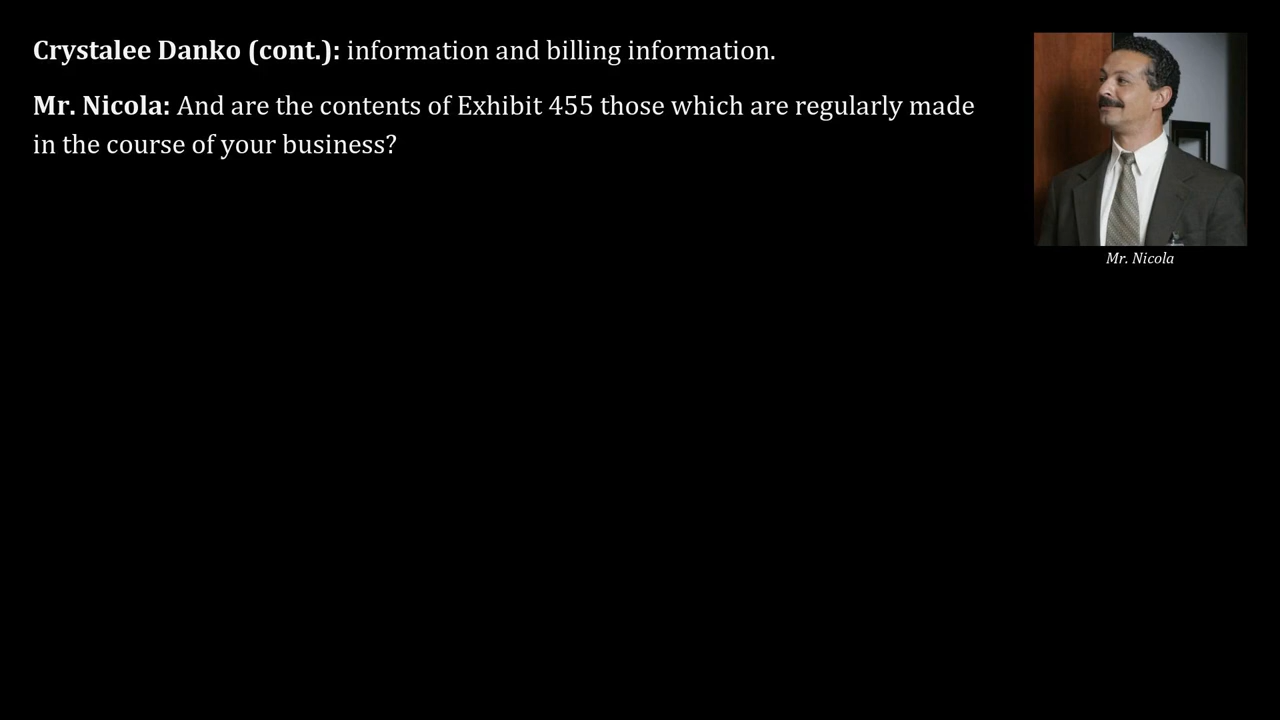 Crystalee Danko (cont.): information and billing information.
Mr. Nicola: And are the contents of Exhibit 455 those which are regularly made
in the course of your business?
Mr. Nicola